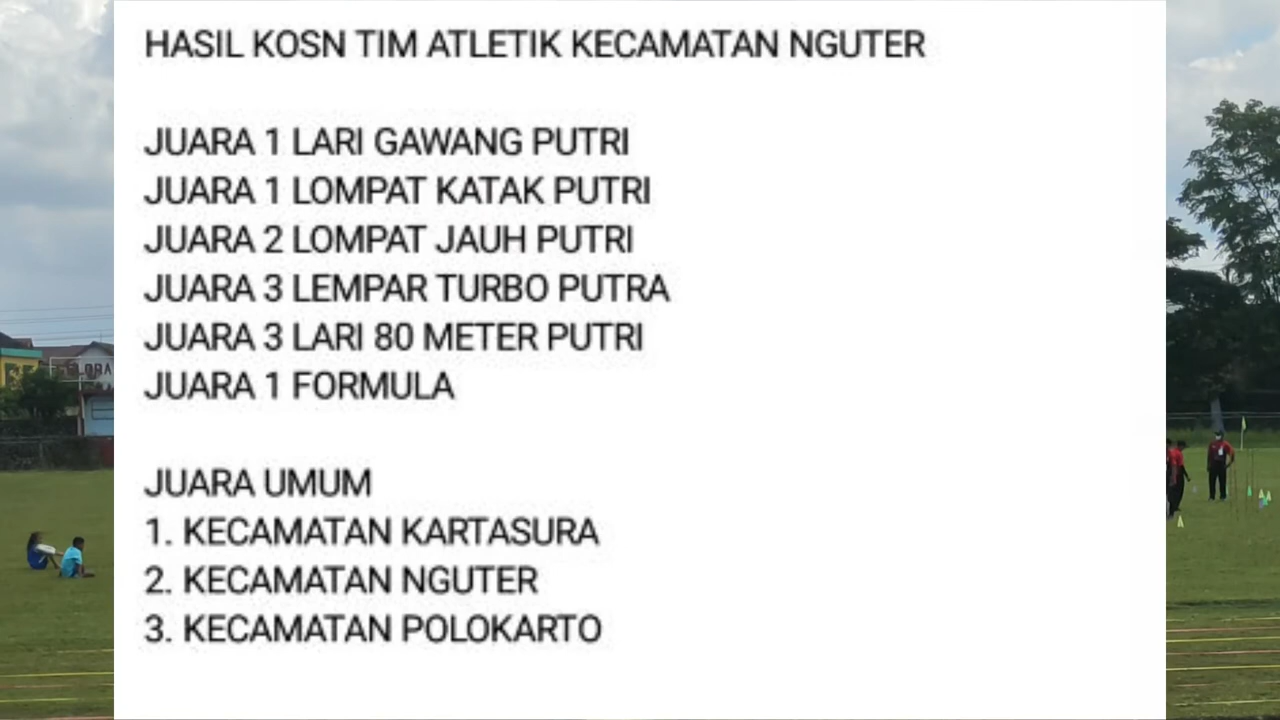 HASIL KOSN TIM ATLETIK KECAMATAN NGUTER
JUARA 1 LARI GAWANG PUTRI
JUARA 1 LOMPAT KATAK PUTRI
JUARA 2 LOMPAT JAUH PUTRI
JUARA 3 LEMPAR TURBO PUTRA
JUARA 3 LARI 80 METER PUTRI
JUARA 1 FORMULA
JUARA UMUM
1. KECAMATAN KARTASURA
2. KECAMATAN NGUTER
3. KECAMATAN POLOKARTO